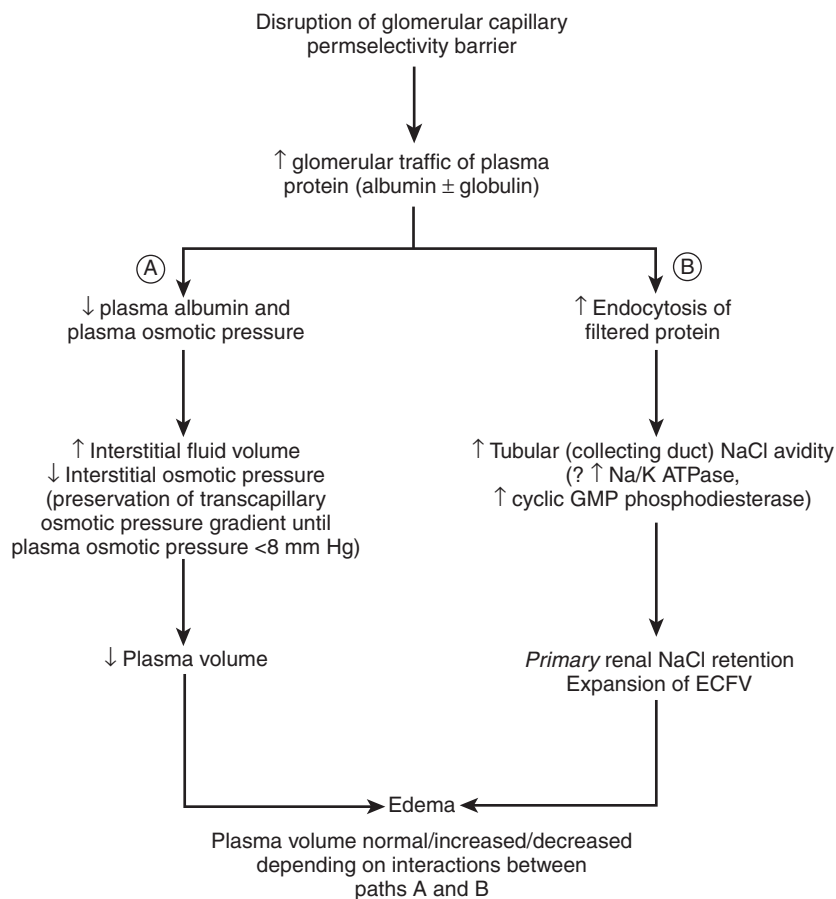 Disruption of glomerular capillary
permselectivity barrier
↑ glomerular traffic of plasma
protein (albumin ± globulin)
A
↓ plasma albumin and
plasma osmotic pressure
↑ Interstitial fluid volume
↓ Interstitial osmotic pressure
(preservation of transcapillary
osmotic pressure gradient until
plasma osmotic pressure <8 mm Hg)
↓ Plasma volume
B
↑ Endocytosis of
filtered protein
↑ Tubular (collecting duct) NaCl avidity
(? ↑ Na/K ATPase,
↑ cyclic GMP phosphodiesterase)
Primary renal NaCl retention
Expansion of ECFV
Edema
Plasma volume normal/increased/decreased
depending on interactions between
paths A and B